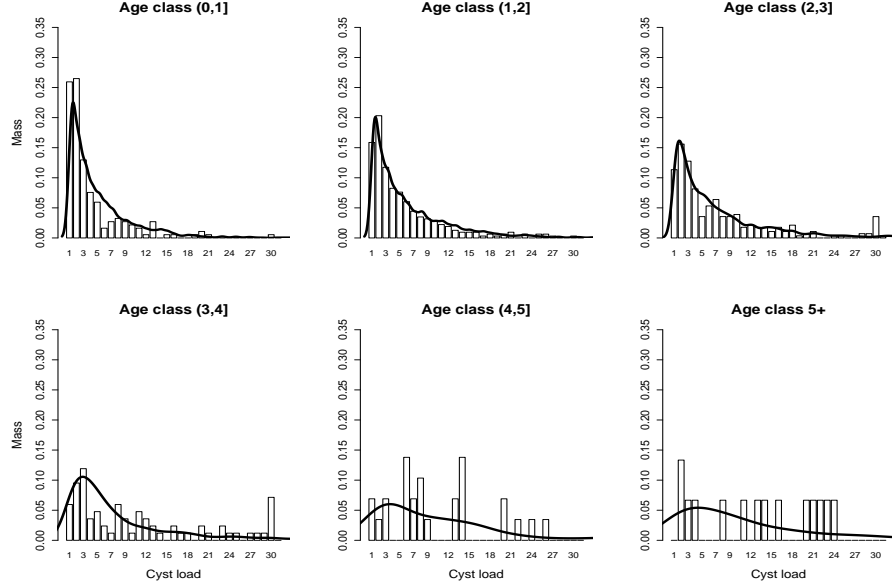 Age class (0,1]
Age class (1,2]
Age class (2,3]
Mass
0.00 0.05 0.10 0.15 0.20 0.25 0.30 0.35
1 3 5 7 9 12 15 18 21 24 27 30
0.00 0.05 0.10 0.15 0.20 0.25 0.30 0.35
1 3 5 7 9 12 15 18 21 24 27 30
0.00 0.05 0.10 0.15 0.20 0.25 0.30 0.35
1 3 5 7 9 12 15 18 21 24 27 30
Age class (3,4]
Age class (4,5]
Age class 5+
Mass
0.00 0.05 0.10 0.15 0.20 0.25 0.30 0.35
1 3 5 7 9 12 15 18 21 24 27 30
Cyst load
0.00 0.05 0.10 0.15 0.20 0.25 0.30 0.35
1 3 5 7 9 12 15 18 21 24 27 30
Cyst load
0.00 0.05 0.10 0.15 0.20 0.25 0.30 0.35
1 3 5 7 9 12 15 18 21 24 27 30
Cyst load